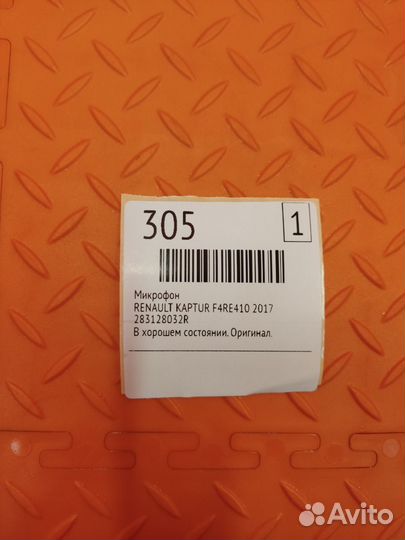 305
1
Микрофон
RENAULT KAPTUR F4RE410 2017
283128032R
В хорошем состоянии. Оригинал.
Avito